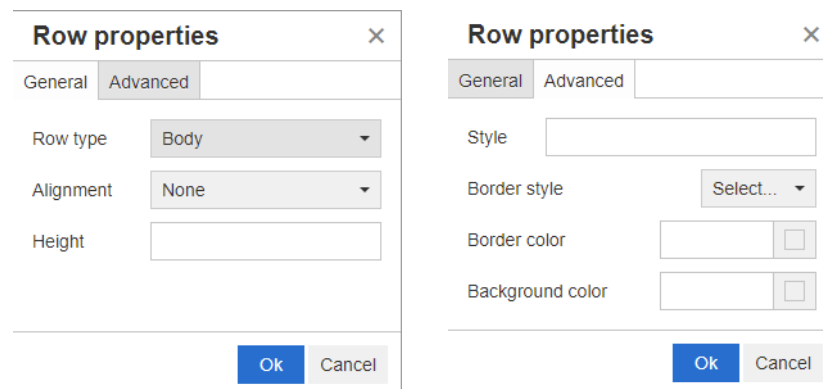 Row properties ×
General Advanced
Row type Body
Alignment None
Height
Ok Cancel
Row properties ×
General Advanced
Style
Border style Select...
Border color
Background color
Ok Cancel